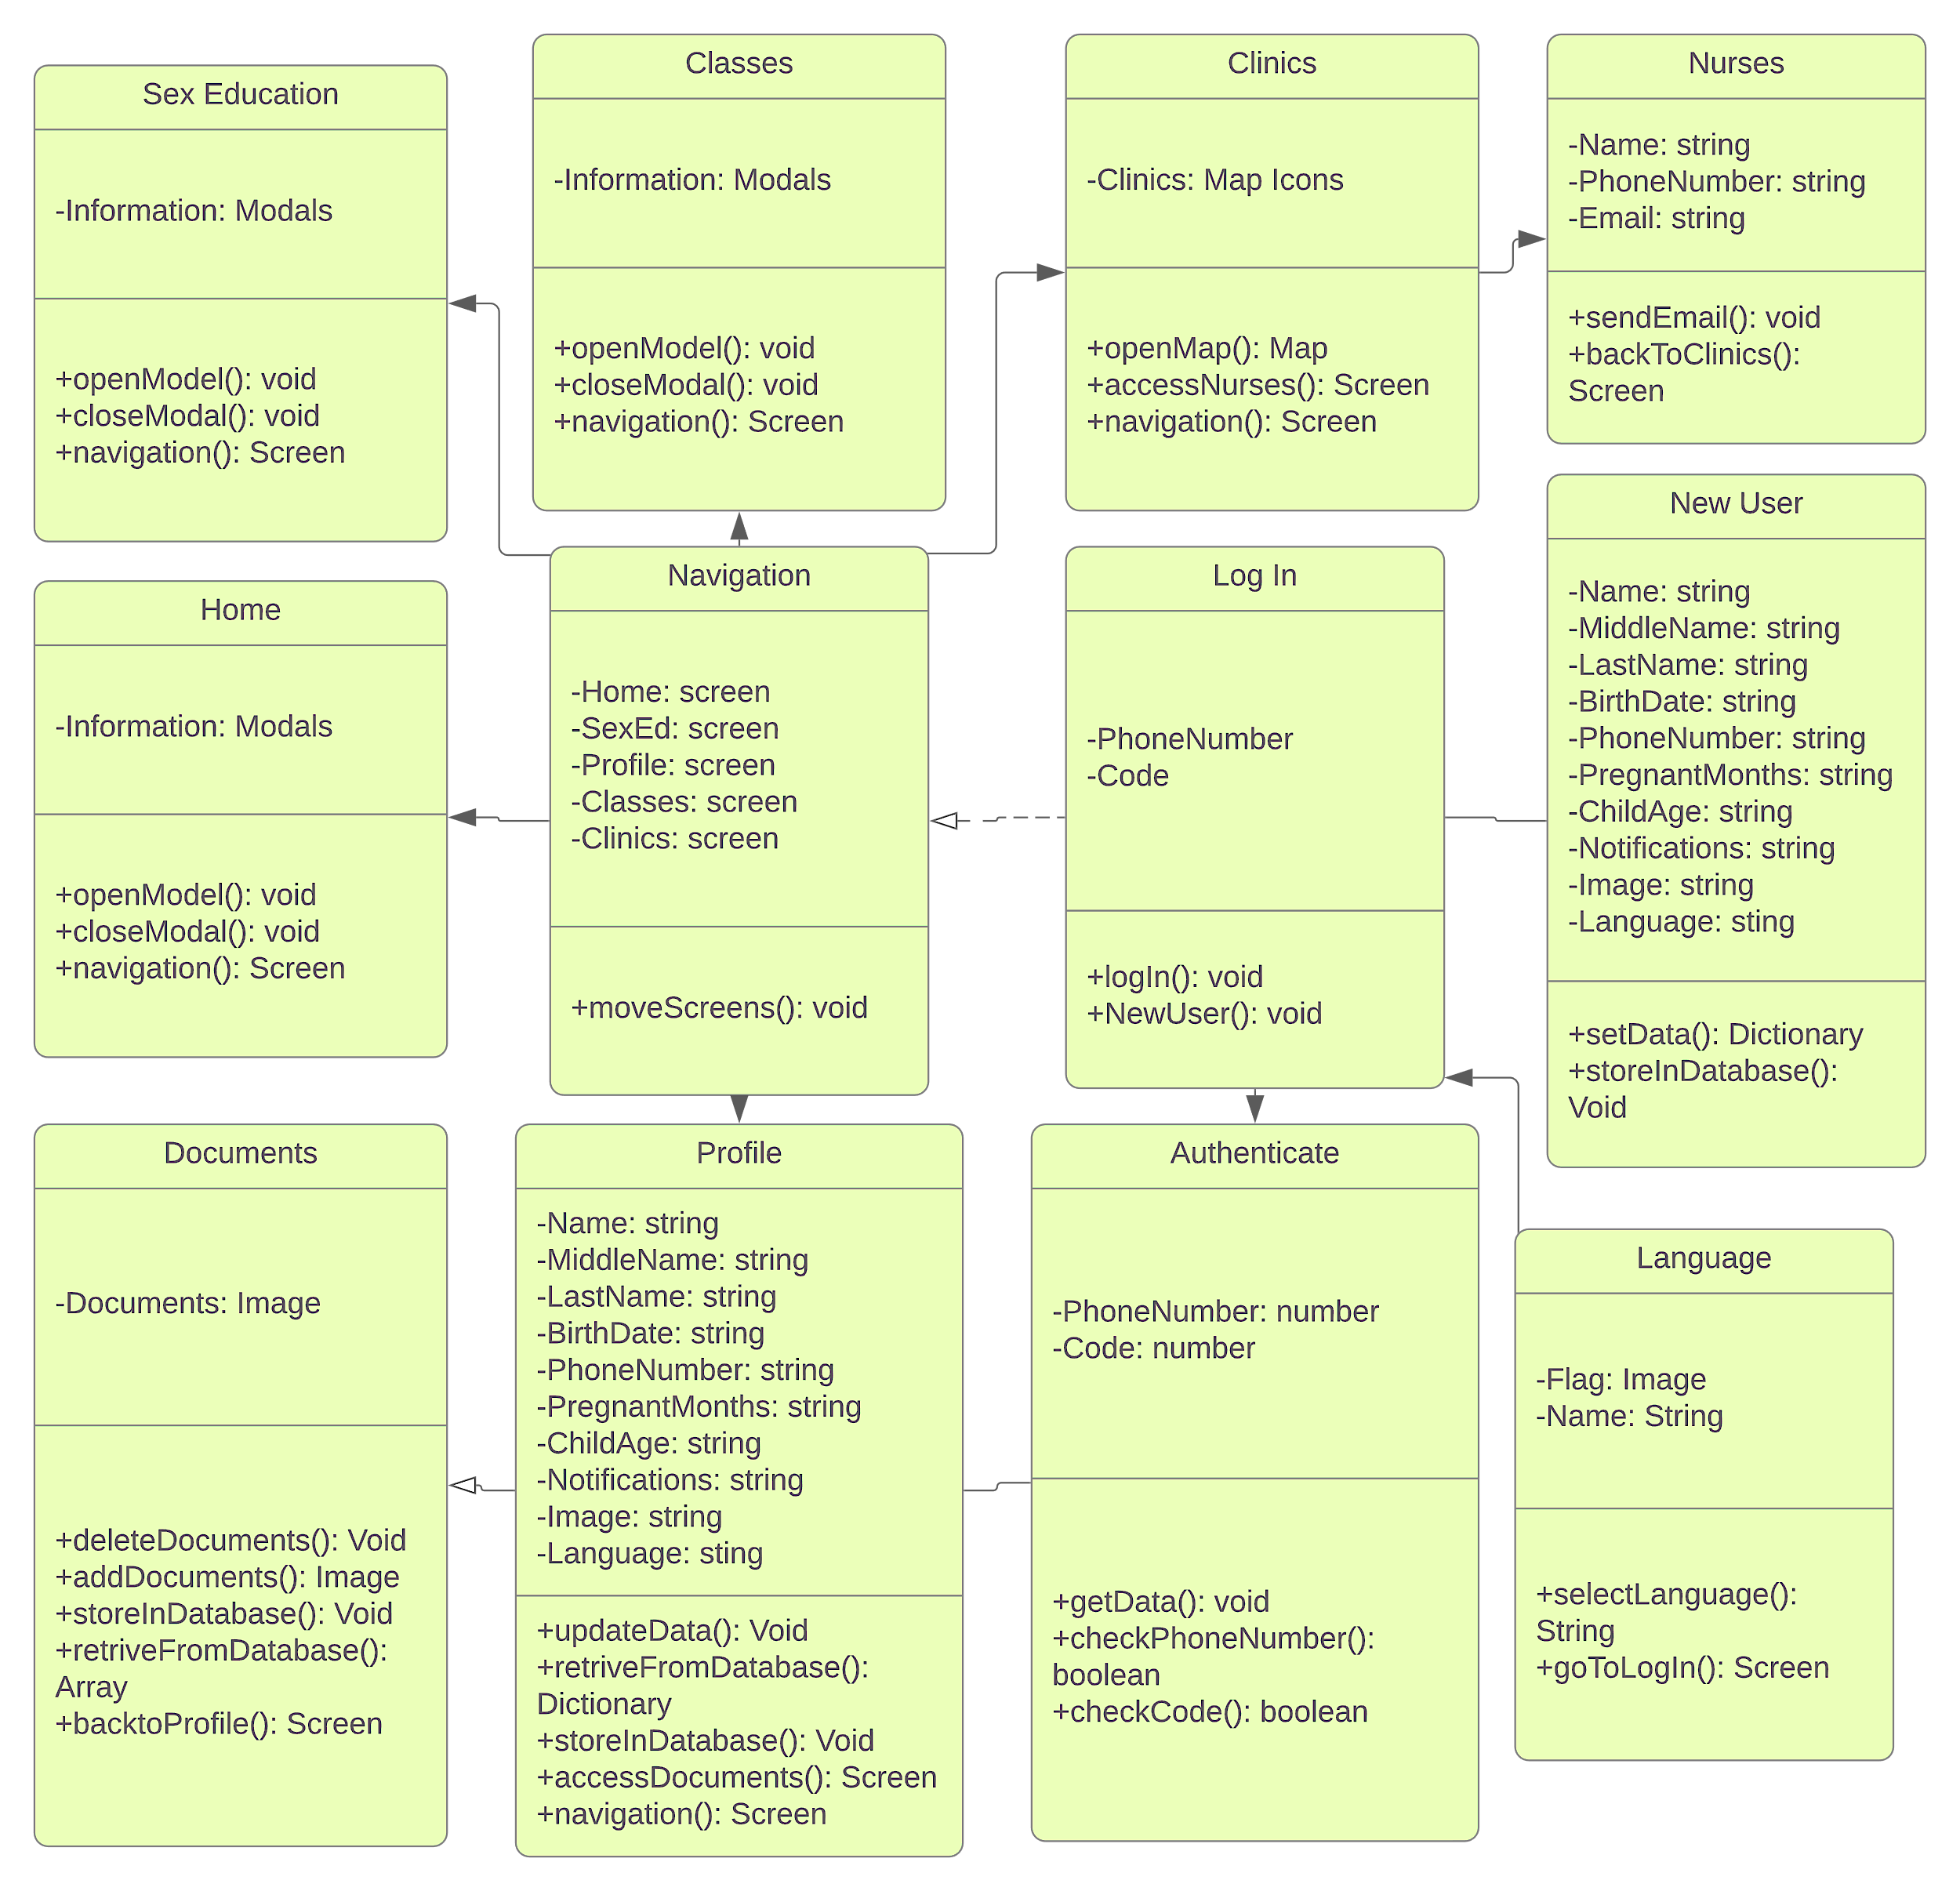 Sex Education
-Information: Modals
+openModel(): void
+closeModal(): void
+navigation(): Screen
Classes
-Information: Modals
+openModel(): void
+closeModal(): void
+navigation(): Screen
Clinics
-Clinics: Map Icons
+openMap(): Map
+accessNurses(): Screen
+navigation(): Screen
Nurses
-Name: string
-PhoneNumber: string
-Email: string
+sendEmail(): void
+backToClinics():
Screen
Home
-Information: Modals
+openModel(): void
+closeModal(): void
+navigation(): Screen
Navigation
-Home: screen
-SexEd: screen
-Profile: screen
-Classes: screen
-Clinics: screen
+moveScreens(): void
Log In
-PhoneNumber
-Code
+logIn(): void
+NewUser(): void
New User
-Name: string
-MiddleName: string
-LastName: string
-BirthDate: string
-PhoneNumber: string
-PregnantMonths: string
-ChildAge: string
-Notifications: string
-Image: string
-Language: sting
+setData(): Dictionary
+storeInDatabase():
Void
Documents
-Documents: Image
+deleteDocuments(): Void
+addDocuments(): Image
+storeInDatabase(): Void
+retriveFromDatabase():
Array
+backtoProfile(): Screen
Profile
-Name: string
-MiddleName: string
-LastName: string
-BirthDate: string
-PhoneNumber: string
-PregnantMonths: string
-ChildAge: string
-Notifications: string
-Image: string
-Language: sting
+updateData(): Void
+retriveFromDatabase():
Dictionary
+storeInDatabase(): Void
+accessDocuments(): Screen
+navigation(): Screen
Authenticate
-PhoneNumber: number
-Code: number
+getData(): void
+checkPhoneNumber():
boolean
+checkCode(): boolean
Language
-Flag: Image
-Name: String
+selectLanguage():
String
+goToLogIn(): Screen